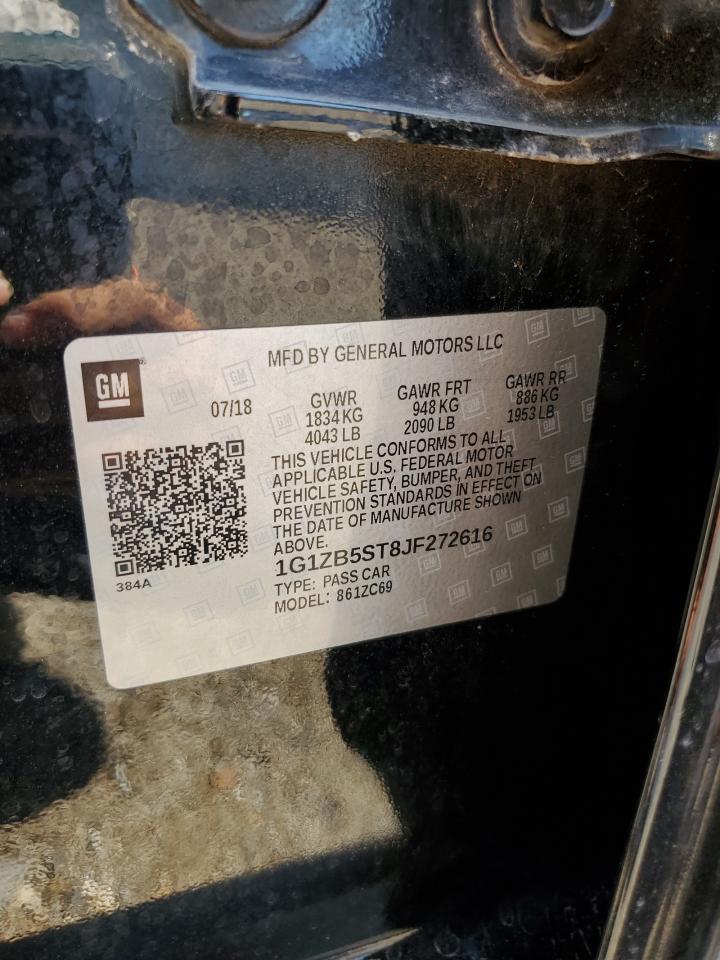 MFD BY GENERAL MOTORS LLC
GM
07/18
GVWR
1834 KG
4043 LB
GAWR FRT
948 KG
2090 LB
GAWR RR
886 KG
1953 LB
THIS VEHICLE CONFORMS TO ALL
APPLICABLE U.S. FEDERAL MOTOR
VEHICLE SAFETY, BUMPER, AND THEFT
PREVENTION STANDARDS IN EFFECT ON
THE DATE OF MANUFACTURE SHOWN
ABOVE.
1G1ZB5ST8JF272616
TYPE: PASS CAR
MODEL: 861ZC69
384A